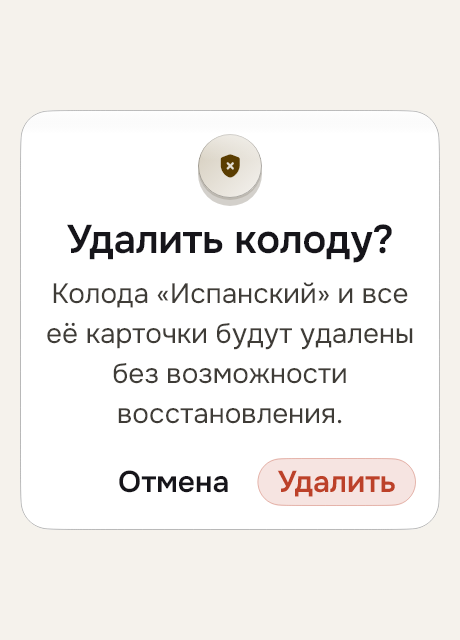 Удалить колоду?
Колода «Испанский» и все
её карточки будут удалены
без возможности
восстановления.
Отмена
Удалить